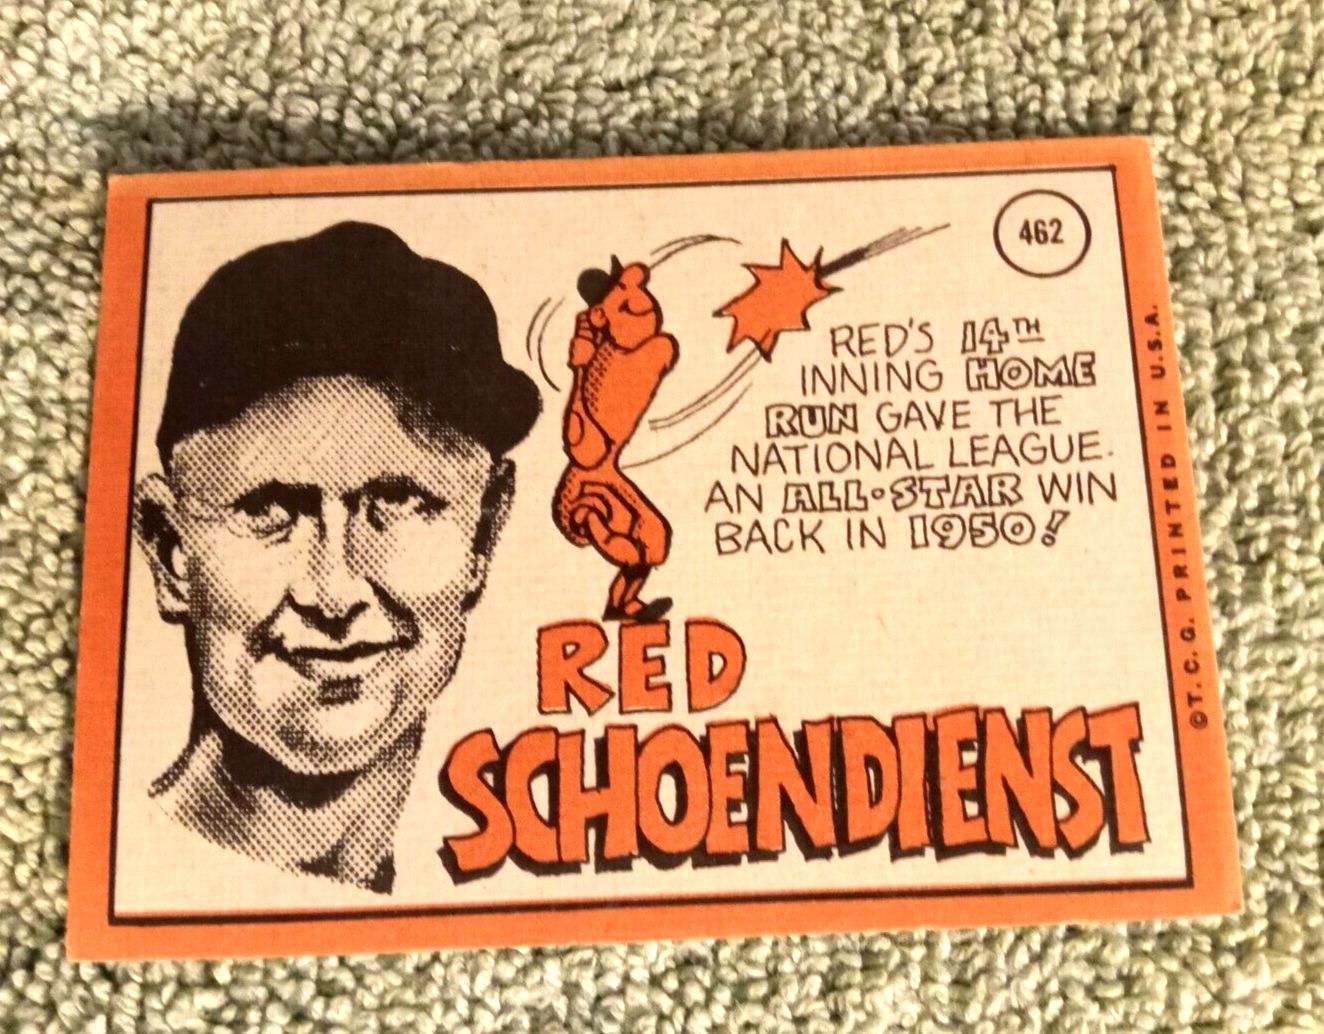 462
RED'S 14TH
INNING HOME
RUN GAVE THE
NATIONAL LEAGUE
AN ALL-STAR WIN
BACK IN 1950!
RED
SCHOENDIENST
©T. C. G. PRINTED IN U.S.A.